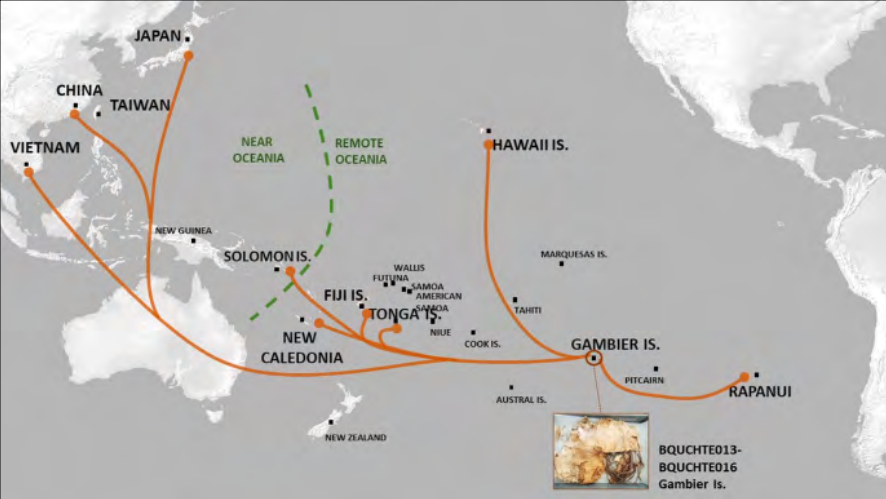 JAPAN
CHINA
TAIWAN
VIETNAM
NEAR
OCEANIA
REMOTE
OCEANIA
HAWAII IS.
NEW GUINEA
SOLOMON IS.
MARQUESAS IS.
WALLIS
FUTUNA
SAMOA
AMERICAN
SAMOA
FIJI IS.
TONGA IS.
TAHITI
NIUE
NEW
CALEDONIA
COOK IS.
GAMBIER IS.
PITCAIRN
RAPANUI
AUSTRAL IS.
NEW ZEALAND
BQUCHTE013-
BQUCHTE016
Gambier Is.